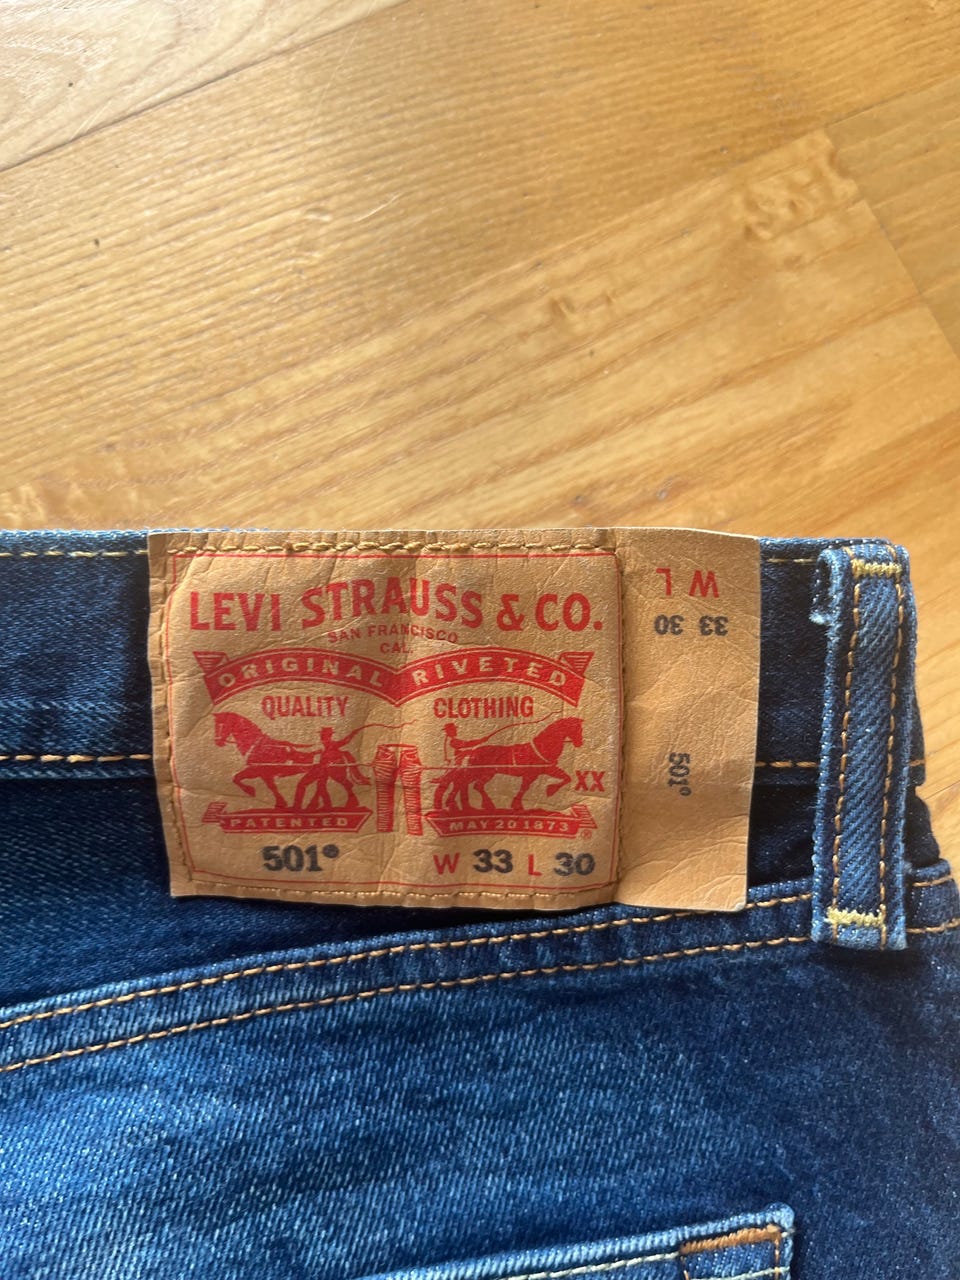 LEVI STRAUSS & CO.
SAN FRANCISCO
CAL.
ORIGINAL RIVETED
QUALITY CLOTHING
XX
PATENTED MAY 20 1873 ®
501® W 33 L 30
W L
33 30
501®